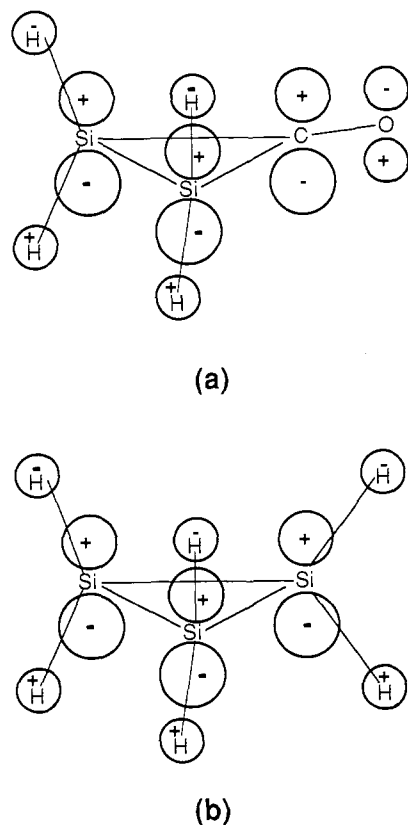 - H
+ - + +
- H
Si C O
+
Si
- - +
+ H
-
+ H
(a)
- H - H
+ - H +
Si Si
+
Si
- -
-
+ H + H
+ H
(b)